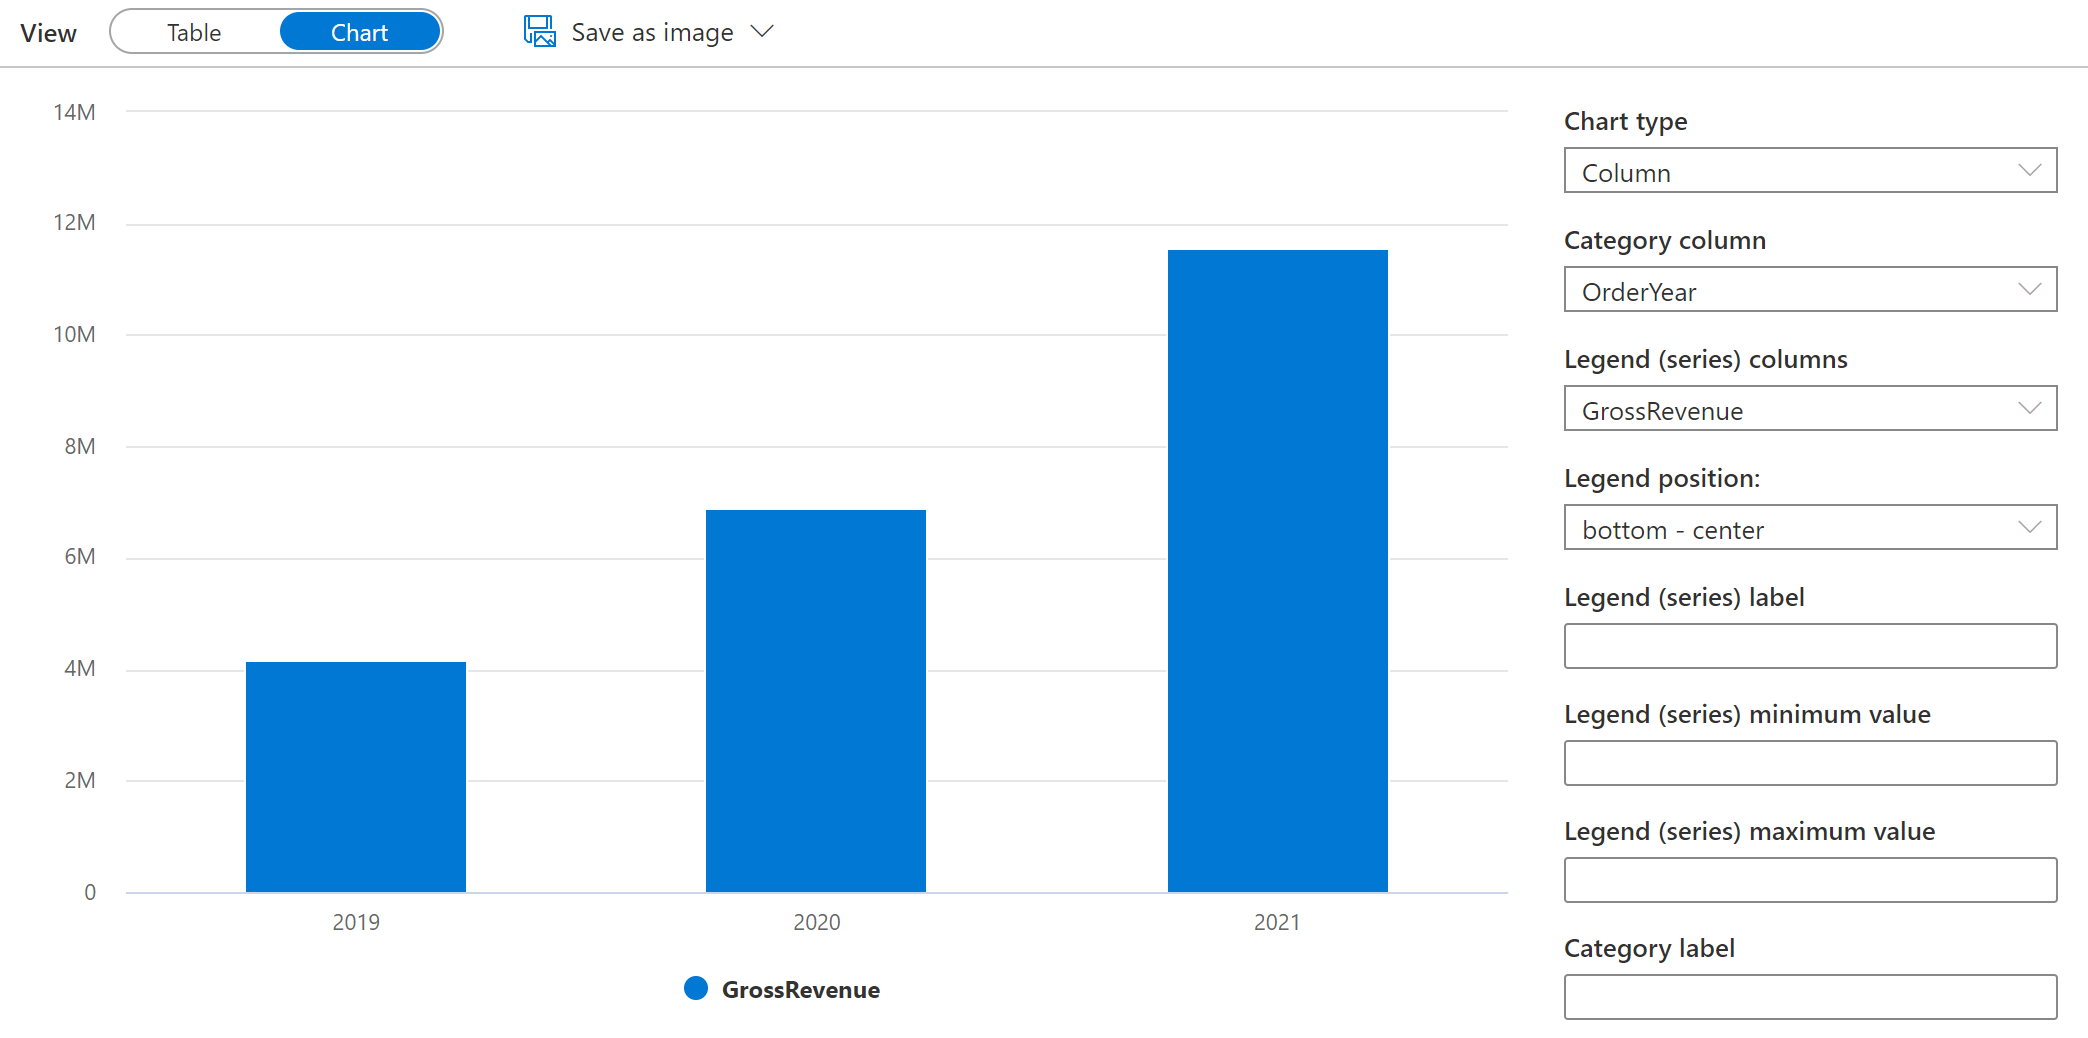 View
Table
Chart
Save as image
14M
12M
10M
8M
6M
4M
2M
0
2019
2020
2021
GrossRevenue
Chart type
Column
Category column
OrderYear
Legend (series) columns
GrossRevenue
Legend position:
bottom - center
Legend (series) label
Legend (series) minimum value
Legend (series) maximum value
Category label